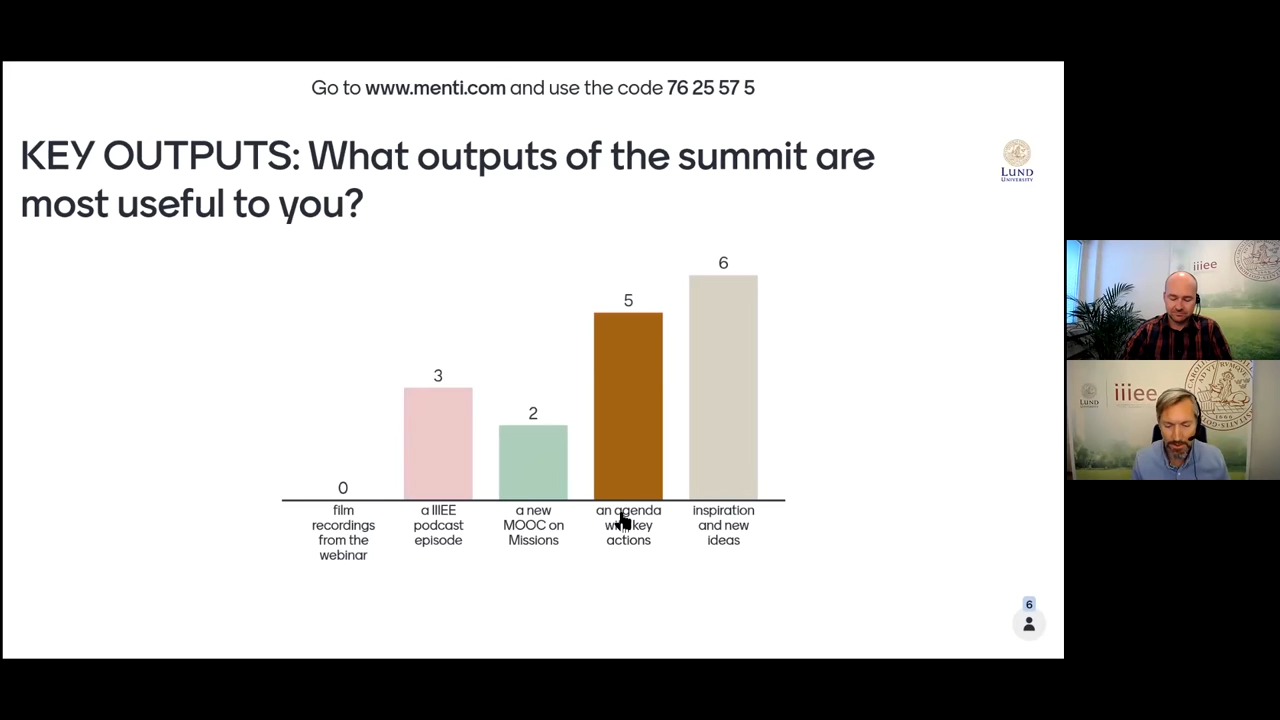 Go to www.menti.com and use the code 76 25 57 5
KEY OUTPUTS: What outputs of the summit are
most useful to you?
LUND
UNIVERSITY
0
3
2
5
6
film
recordings
from the
webinar
a IIIEE
podcast
episode
a new
MOOC on
Missions
an agenda
key
actions
inspiration
and new
ideas
6
iiiee
LUND
iiiee
1666